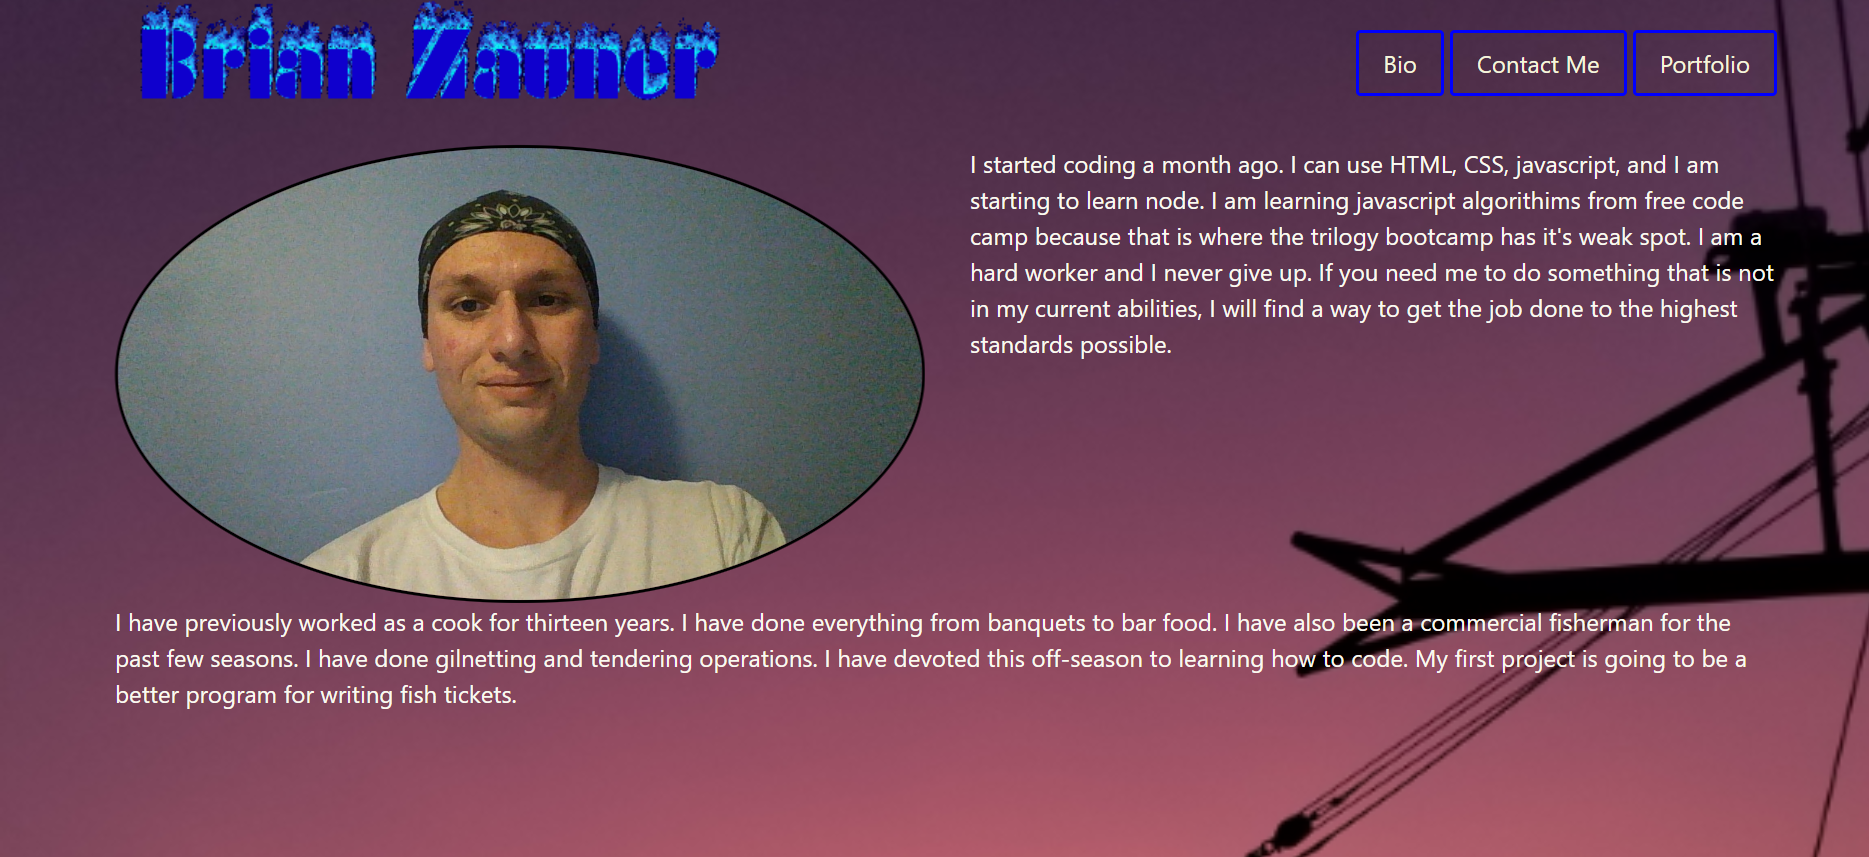 Brian Zauner
Bio
Contact Me
Portfolio
I started coding a month ago. I can use HTML, CSS, javascript, and I am
starting to learn node. I am learning javascript algorithims from free code
camp because that is where the trilogy bootcamp has it's weak spot. I am a
hard worker and I never give up. If you need me to do something that is not
in my current abilities, I will find a way to get the job done to the highest
standards possible.
I have previously worked as a cook for thirteen years. I have done everything from banquets to bar food. I have also been a commercial fisherman for the
past few seasons. I have done gilnetting and tendering operations. I have devoted this off-season to learning how to code. My first project is going to be a
better program for writing fish tickets.